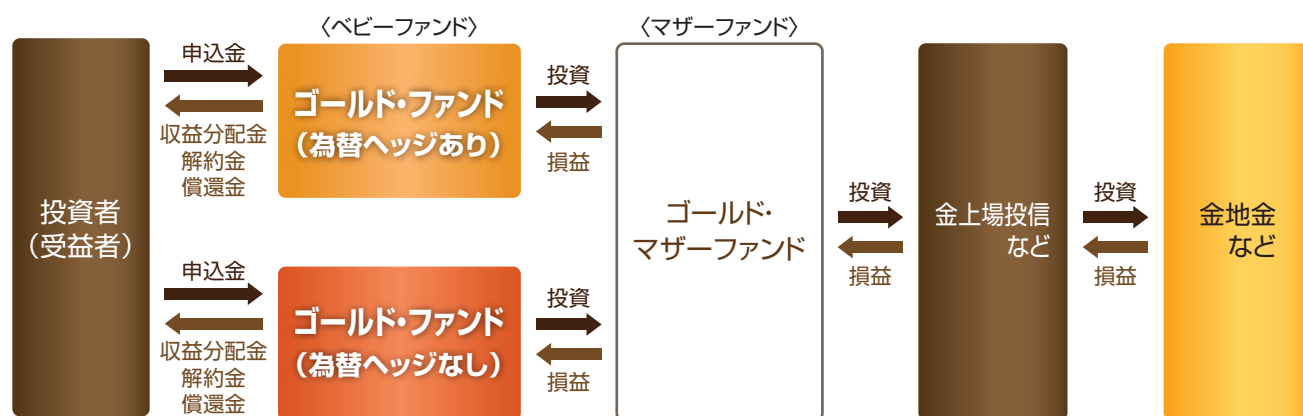 〈ベビーファンド〉
〈マザーファンド〉
投資者
（受益者）
申込金
収益分配金
解約金
償還金
ゴールド・ファンド
（為替ヘッジあり）
投資
損益
申込金
収益分配金
解約金
償還金
ゴールド・ファンド
（為替ヘッジなし）
投資
損益
ゴールド・
マザーファンド
投資
損益
金上場投信
など
投資
損益
金地金
など